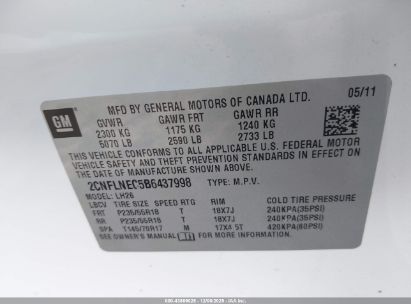 GM
MFD BY GENERAL MOTORS OF CANADA LTD. 05/11
GVWR GAWR FRT GAWR RR
2300 KG 1175 KG 1240 KG
5070 LB 2590 LB 2733 LB
THIS VEHICLE CONFORMS TO ALL APPLICABLE U.S. FEDERAL MOTOR
VEHICLE SAFETY AND THEFT PREVENTION STANDARDS IN EFFECT ON THE
DATE OF MANUFACTURE SHOWN ABOVE.
2CNFLNEC5B6437998 TYPE: M.P.V.
MODEL: LH26
LBCV TIRE SIZE SPEED RTG RIM COLD TIRE PRESSURE
FRT P235/55R18 T 18X7J 240KPA(35PSI)
RR P235/55R18 T 18X7J 240KPA(35PSI)
SPA T145/70R17 M 17X4.5T 420KPA(60PSI)
SEE OWNER'S MANUAL FOR ADDITIONAL INFORMATION.